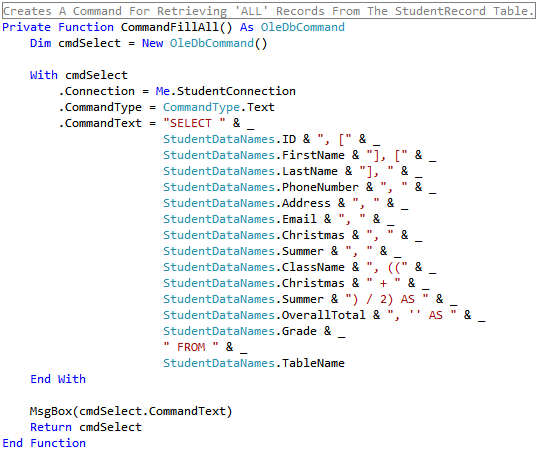 Creates A Command For Retrieving 'ALL' Records From The StudentRecord Table.
Private Function CommandFillAll() As OleDbCommand
    Dim cmdSelect = New OleDbCommand()

    With cmdSelect
        .Connection = Me.StudentConnection
        .CommandType = CommandType.Text
        .CommandText = "SELECT " & _
                       StudentDataNames.ID & ", [" & _
                       StudentDataNames.FirstName & "], [" & _
                       StudentDataNames.LastName & "], " & _
                       StudentDataNames.PhoneNumber & ", " & _
                       StudentDataNames.Address & ", " & _
                       StudentDataNames.Email & ", " & _
                       StudentDataNames.Christmas & ", " & _
                       StudentDataNames.Summer & ", " & _
                       StudentDataNames.ClassName & ", ((" & _
                       StudentDataNames.Christmas & " + " & _
                       StudentDataNames.Summer & ") / 2) AS " & _
                       StudentDataNames.OverallTotal & ", '' AS " & _
                       StudentDataNames.Grade & _
                       " FROM " & _
                       StudentDataNames.TableName
    End With

    MsgBox(cmdSelect.CommandText)
    Return cmdSelect
End Function